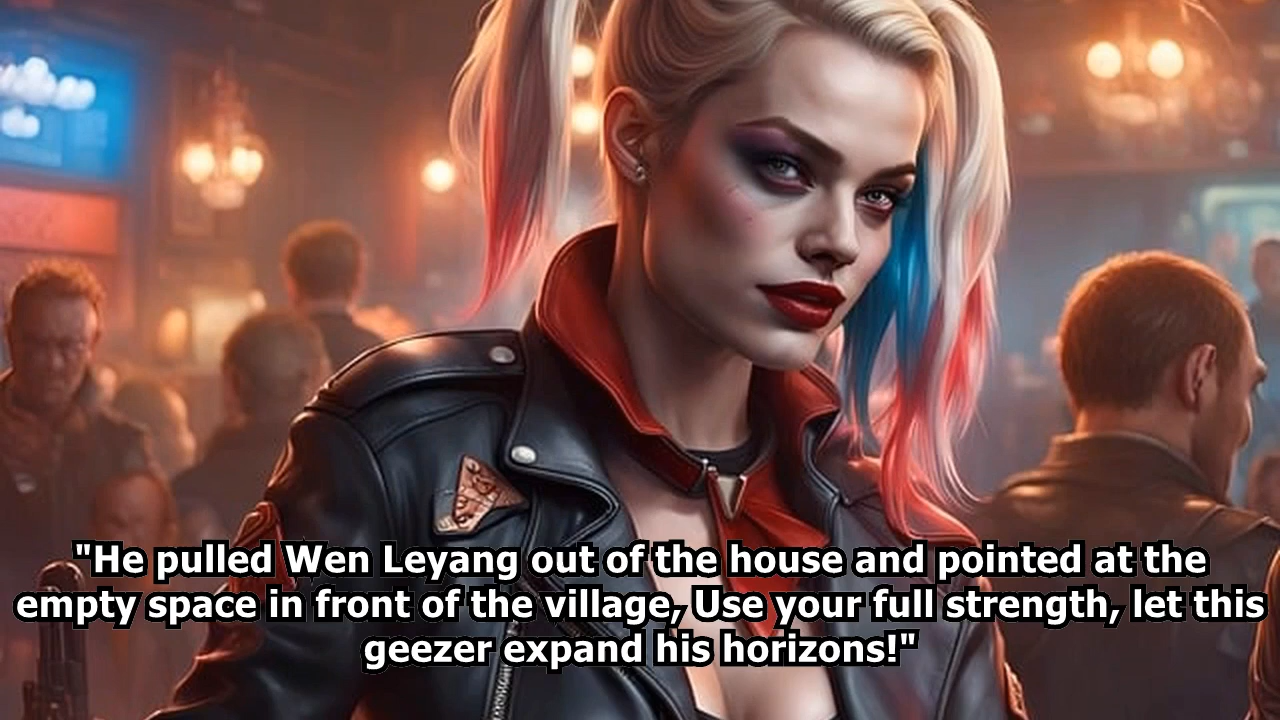 "He pulled Wen Leyang out of the house and pointed at the
empty space in front of the village, Use your full strength, let this
geezer expand his horizons!"